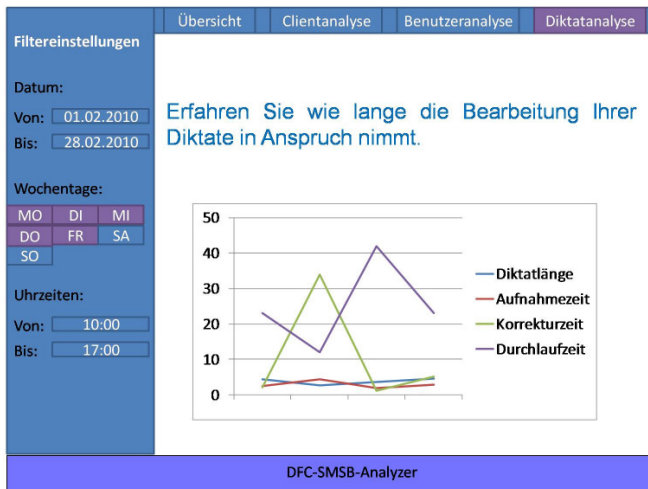 Übersicht Clientanalyse Benutzeranalyse Diktatanalyse
Filtereinstellungen
Datum:
Von: 01.02.2010
Bis: 28.02.2010
Wochentage:
MO DI MI
DO FR SA
SO
Uhrzeiten:
Von: 10:00
Bis: 17:00
Erfahren Sie wie lange die Bearbeitung Ihrer
Diktate in Anspruch nimmt.
50
40
30
20
10
0
Diktatlänge
Aufnahmezeit
Korrekturzeit
Durchlaufzeit
DFC-SMSB-Analyzer